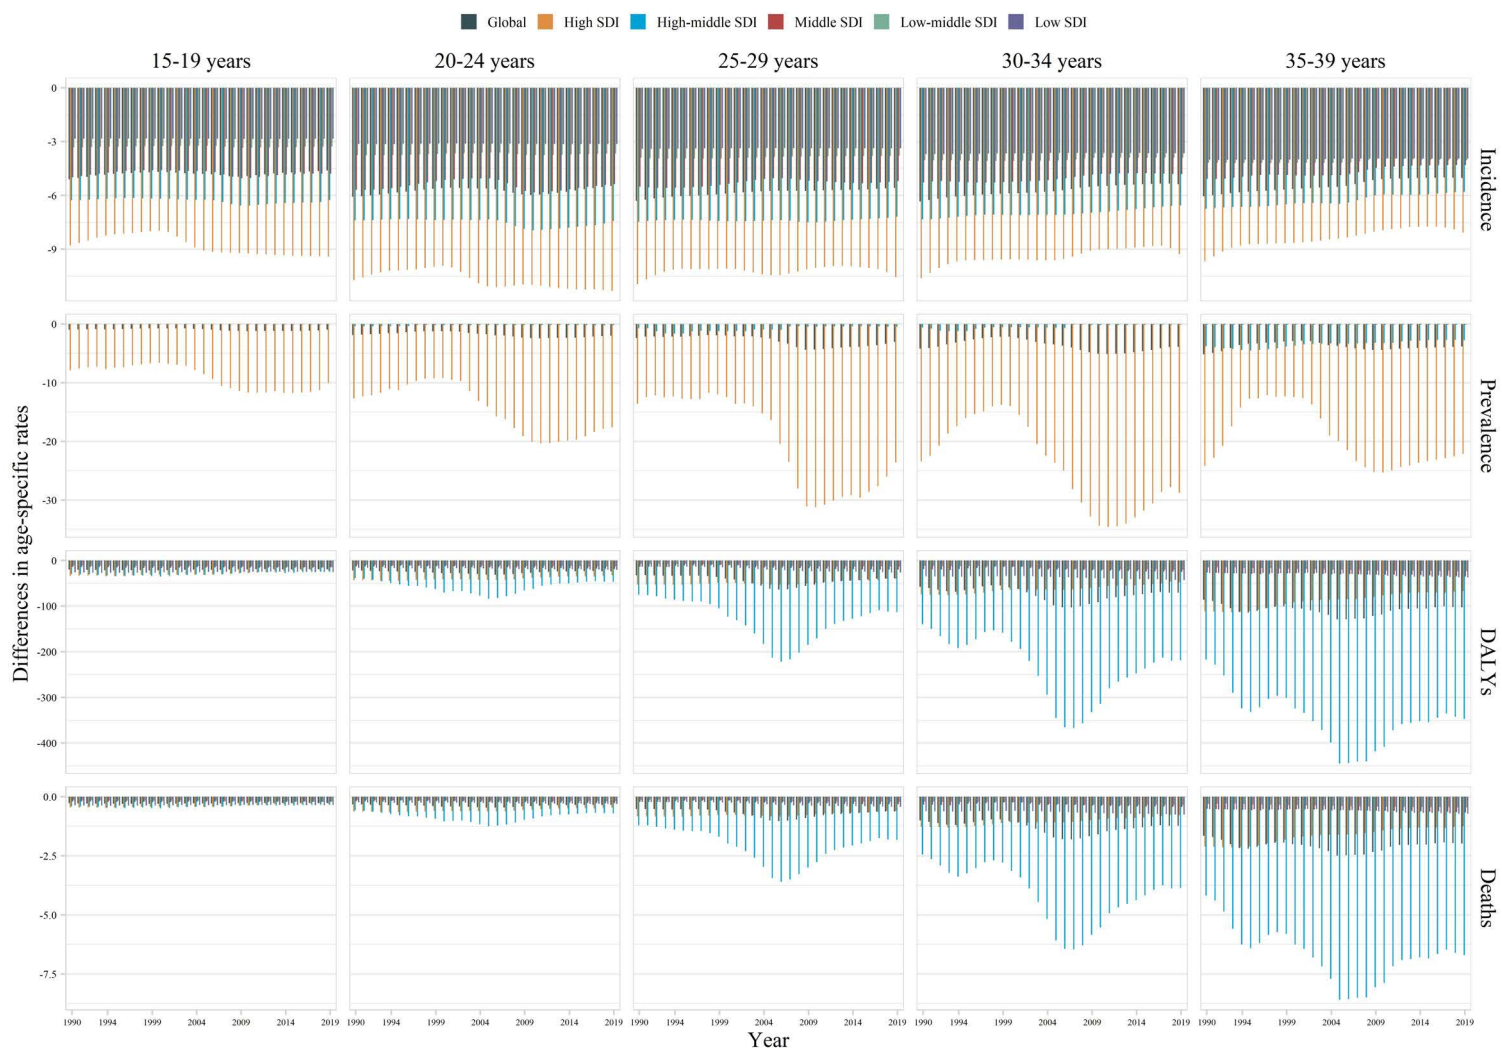 Global High SDI High-middle SDI Middle SDI Low-middle SDI Low SDI
15-19 years 20-24 years 25-29 years 30-34 years 35-39 years
0
-3
-6
-9
Incidence
0
-10
-20
-30
Prevalence
0
-100
-200
-300
-400
DALYs
0.0
-2.5
-5.0
-7.5
Deaths
Differences in age-specific rates
1990 1994 1999 2004 2009 2014 2019 1990 1994 1999 2004 2009 2014 2019 1990 1994 1999 2004 2009 2014 2019 1990 1994 1999 2004 2009 2014 2019 1990 1994 1999 2004 2009 2014 2019
Year